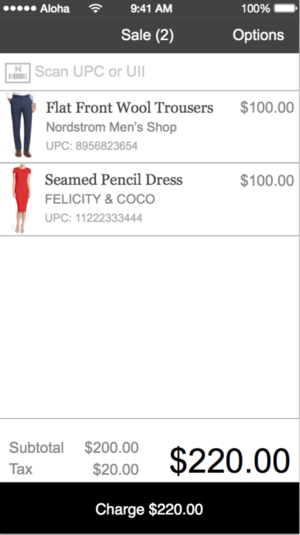 Aloha 9:41 AM 100%
Sale (2) Options
N Scan UPC or UII
Flat Front Wool Trousers $100.00
Nordstrom Men's Shop
UPC: 8956823654
Seamed Pencil Dress $100.00
FELICITY & COCO
UPC: 11222333444
Subtotal $200.00
Tax $20.00
$220.00
Charge $220.00